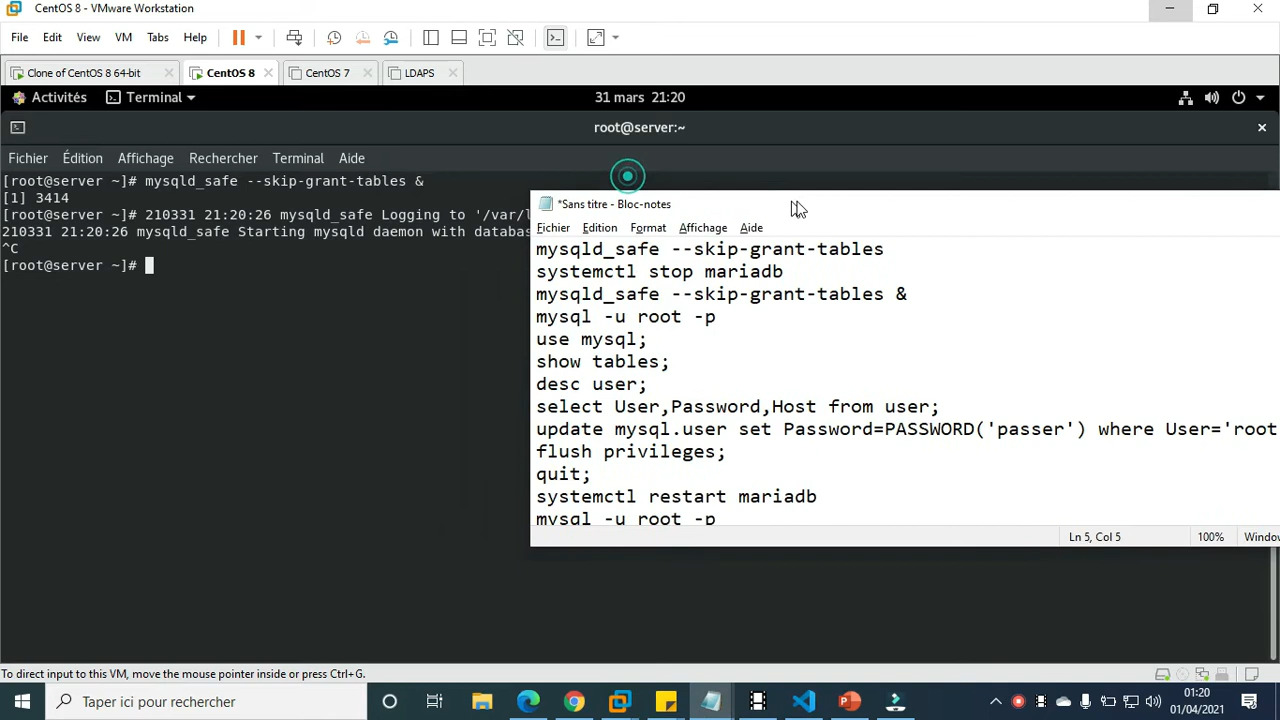 CentOS 8 - VMware Workstation
File Edit View VM Tabs Help
Clone of CentOS 8 64-bit CentOS 8 CentOS 7 LDAPS
Activités Terminal 31 mars 21:20
root@server:~
Fichier Édition Affichage Rechercher Terminal Aide
[root@server ~]# mysqld_safe --skip-grant-tables &
[1] 3414
[root@server ~]# 210331 21:20:26 mysqld_safe Logging to '/var/l
210331 21:20:26 mysqld_safe Starting mysqld daemon with databas
^C
[root@server ~]#
*Sans titre - Bloc-notes
Fichier Edition Format Affichage Aide
mysqld_safe --skip-grant-tables
systemctl stop mariadb
mysqld_safe --skip-grant-tables &
mysql -u root -p
use mysql;
show tables;
desc user;
select User,Password,Host from user;
update mysql.user set Password=PASSWORD('passer') where User='root
flush privileges;
quit;
systemctl restart mariadb
mysql -u root -p
Ln 5, Col 5 100% Window
To direct input to this VM, move the mouse pointer inside or press Ctrl+G.
Taper ici pour rechercher
01:20
01/04/2021